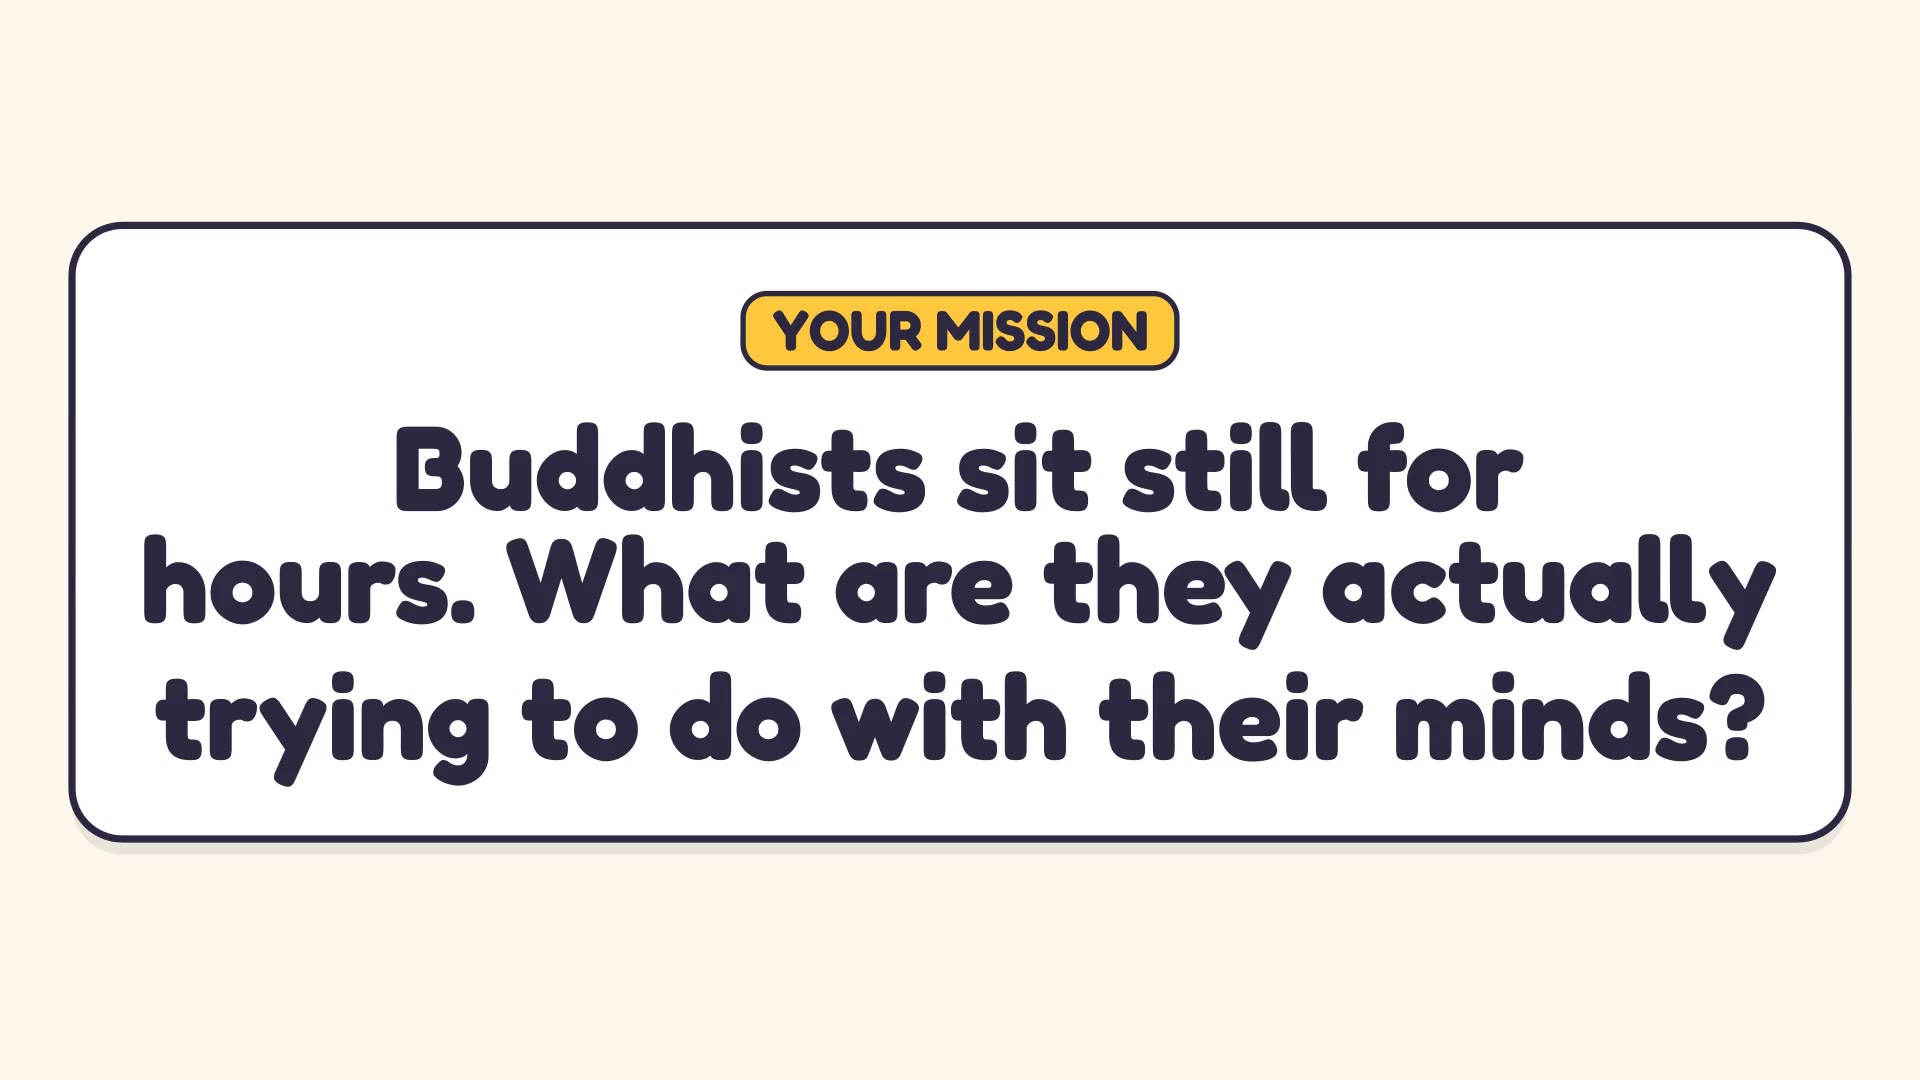 YOUR MISSION
Buddhists sit still for
hours. What are they actually
trying to do with their minds?